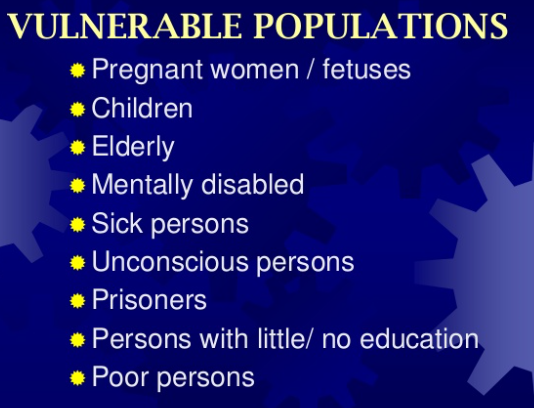 VULNERABLE POPULATIONS
Pregnant women / fetuses
Children
Elderly
Mentally disabled
Sick persons
Unconscious persons
Prisoners
Persons with little/ no education
Poor persons